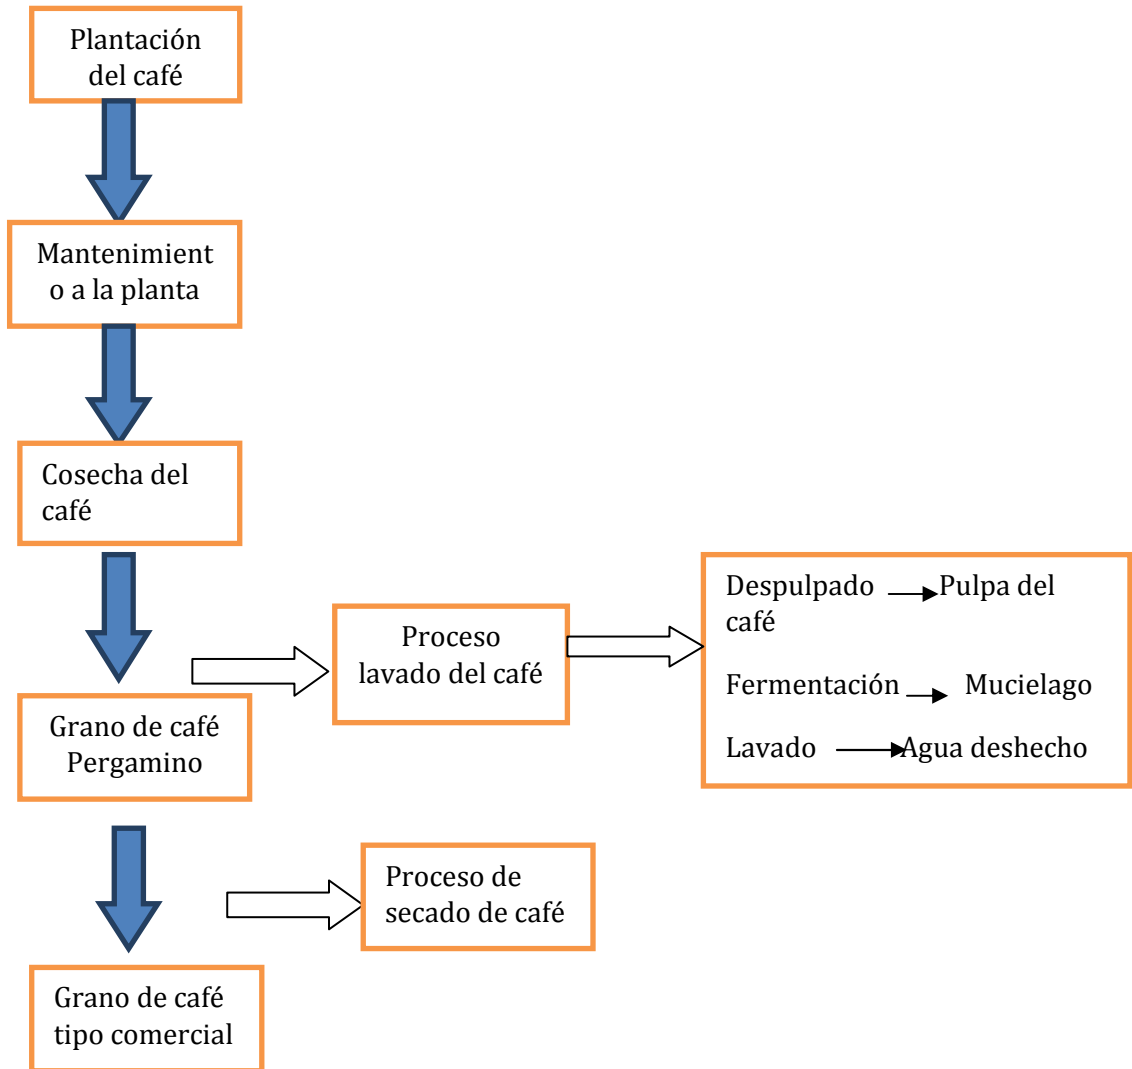 Plantación
del café
Mantenimient
o a la planta
Cosecha del
café
Grano de café
Pergamino
Proceso
lavado del café
Despulpado Pulpa del
café
Fermentación Mucielago
Lavado Agua deshecho
Proceso de
secado de café
Grano de café
tipo comercial